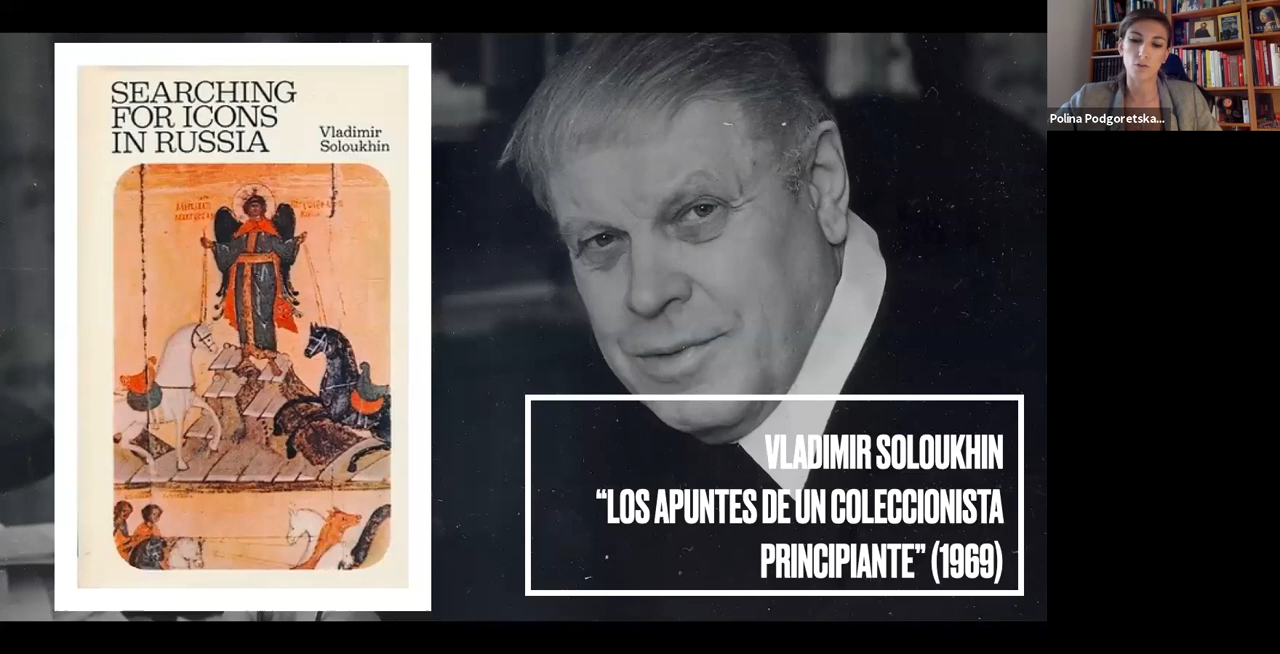 SEARCHING
FOR ICONS
IN RUSSIA
Vladimir
Soloukhin
VLADIMIR SOLOUKHIN
“LOS APUNTES DE UN COLECCIONISTA
PRINCIPIANTE” (1969)
Polina Podgoretska...